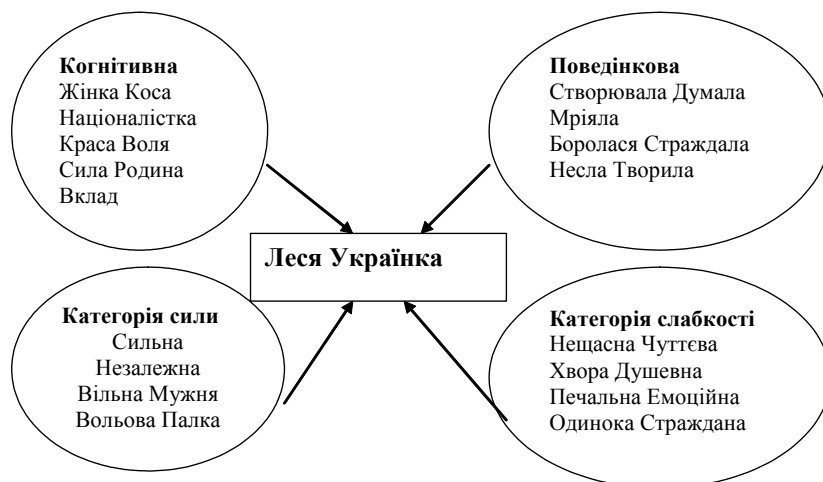 Когнитивна
Жінка Коса
Націоналістка
Краса Воля
Сила Родина
Вклад
Поведінкова
Створювала Думала
Мріяла
Боролася Страждала
Несла Творила
Леся Українка
Категорія сили
Сильна
Незалежна
Вільна Мужня
Вольова Палка
Категорія слабкості
Нещасна Чуттєва
Хвора Душевна
Печальна Емоційна
Одинока Страждана